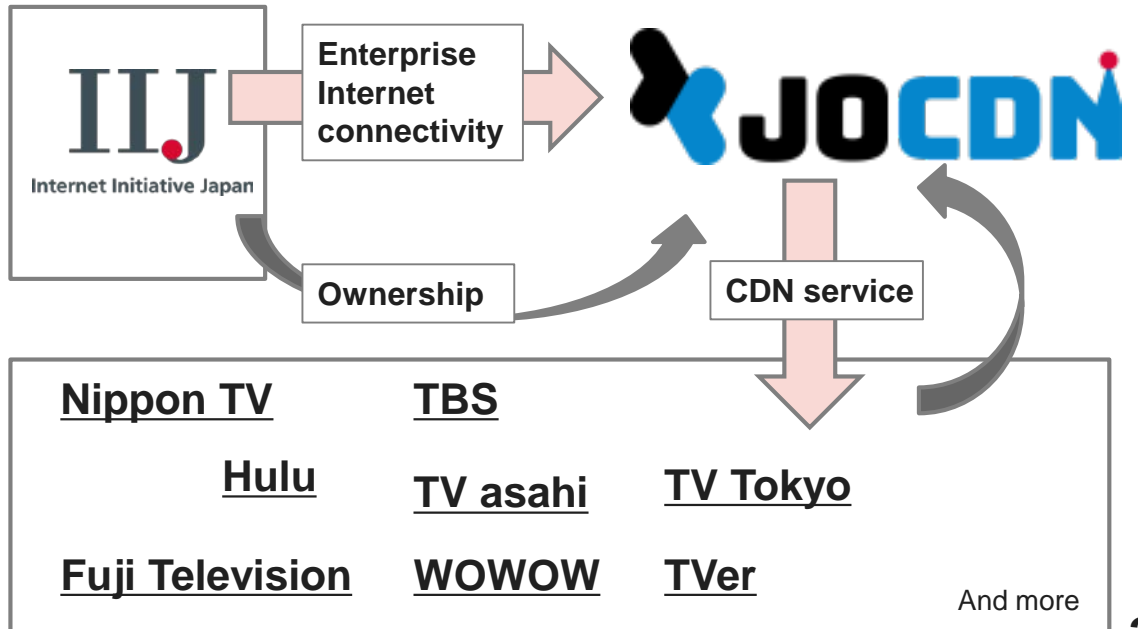 IIJ
Internet Initiative Japan
Enterprise
Internet
connectivity
JOCDN
Ownership
CDN service
Nippon TV
TBS
Hulu
TV asahi
TV Tokyo
Fuji Television
WOWOW
TVer
And more